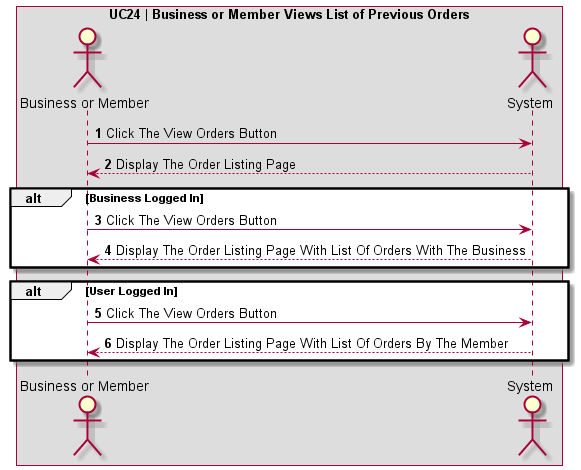 UC24 | Business or Member Views List of Previous Orders
Business or Member System
1 Click The View Orders Button
2 Display The Order Listing Page
alt [Business Logged In]
3 Click The View Orders Button
4 Display The Order Listing Page With List Of Orders With The Business
alt [User Logged In]
5 Click The View Orders Button
6 Display The Order Listing Page With List Of Orders By The Member
Business or Member System